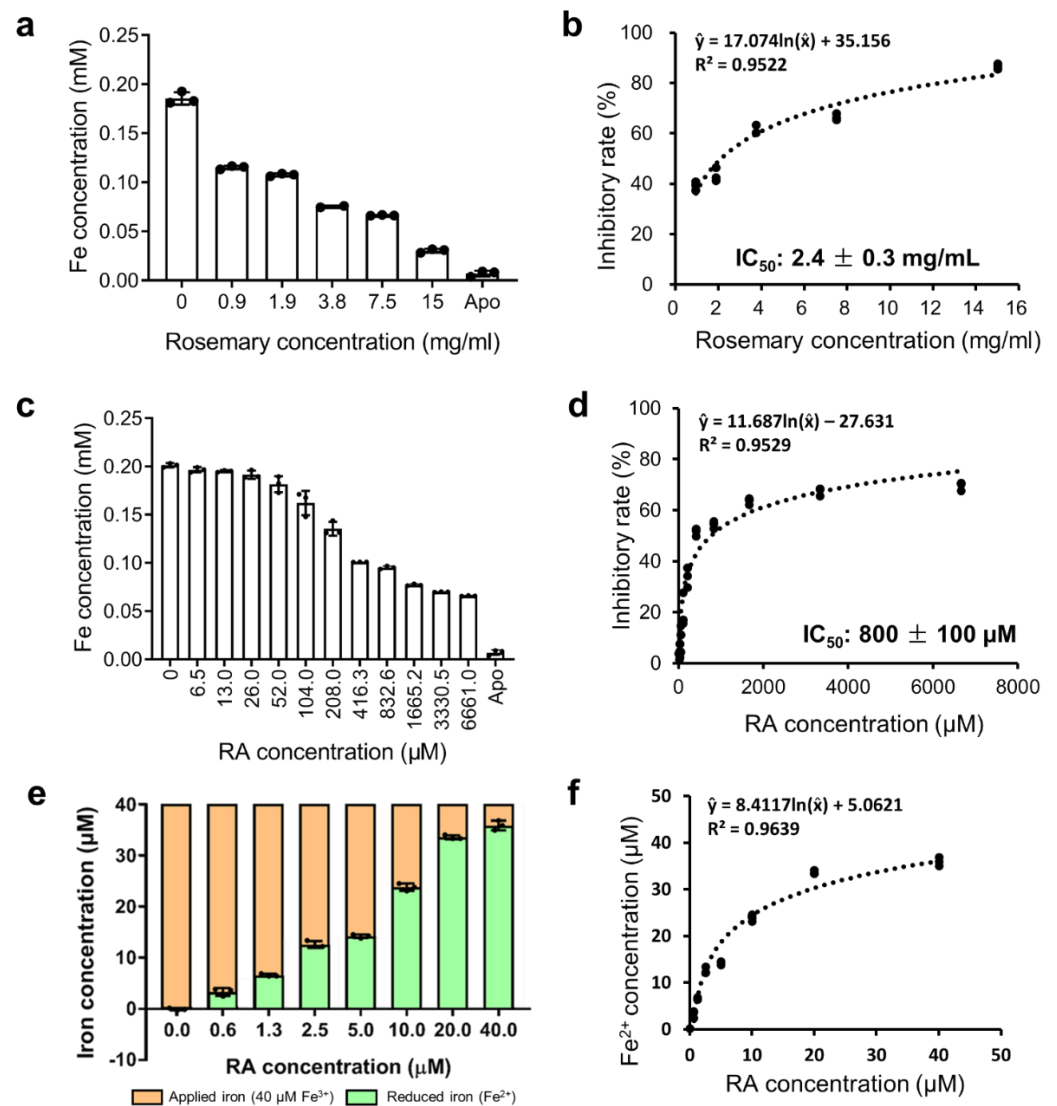 a
Fe concentration (mM)
0.25
0.20
0.15
0.10
0.05
0.00
0 0.9 1.9 3.8 7.5 15 Apo
Rosemary concentration (mg/ml)
b
Inhibitory rate (%)
100
80
60
40
20
0
ŷ = 17.074ln(x̂) + 35.156
R² = 0.9522
IC₅₀: 2.4 ± 0.3 mg/mL
0 2 4 6 8 10 12 14 16
Rosemary concentration (mg/ml)
c
Fe concentration (mM)
0.25
0.20
0.15
0.10
0.05
0.00
0 6.5 13.0 26.0 52.0 104.0 208.0 416.3 832.6 1665.2 3330.5 6661.0 Apo
RA concentration (µM)
d
Inhibitory rate (%)
100
80
60
40
20
0
ŷ = 11.687ln(x̂) – 27.631
R² = 0.9529
IC₅₀: 800 ± 100 µM
0 2000 4000 6000 8000
RA concentration (µM)
e
Iron concentration (µM)
40
30
20
10
0
-10
0.0 0.6 1.3 2.5 5.0 10.0 20.0 40.0
RA concentration (µM)
Applied iron (40 µM Fe³⁺) Reduced iron (Fe²⁺)
f
Fe²⁺ concentration (µM)
50
40
30
20
10
0
ŷ = 8.4117ln(x̂) + 5.0621
R² = 0.9639
0 10 20 30 40 50
RA concentration (µM)